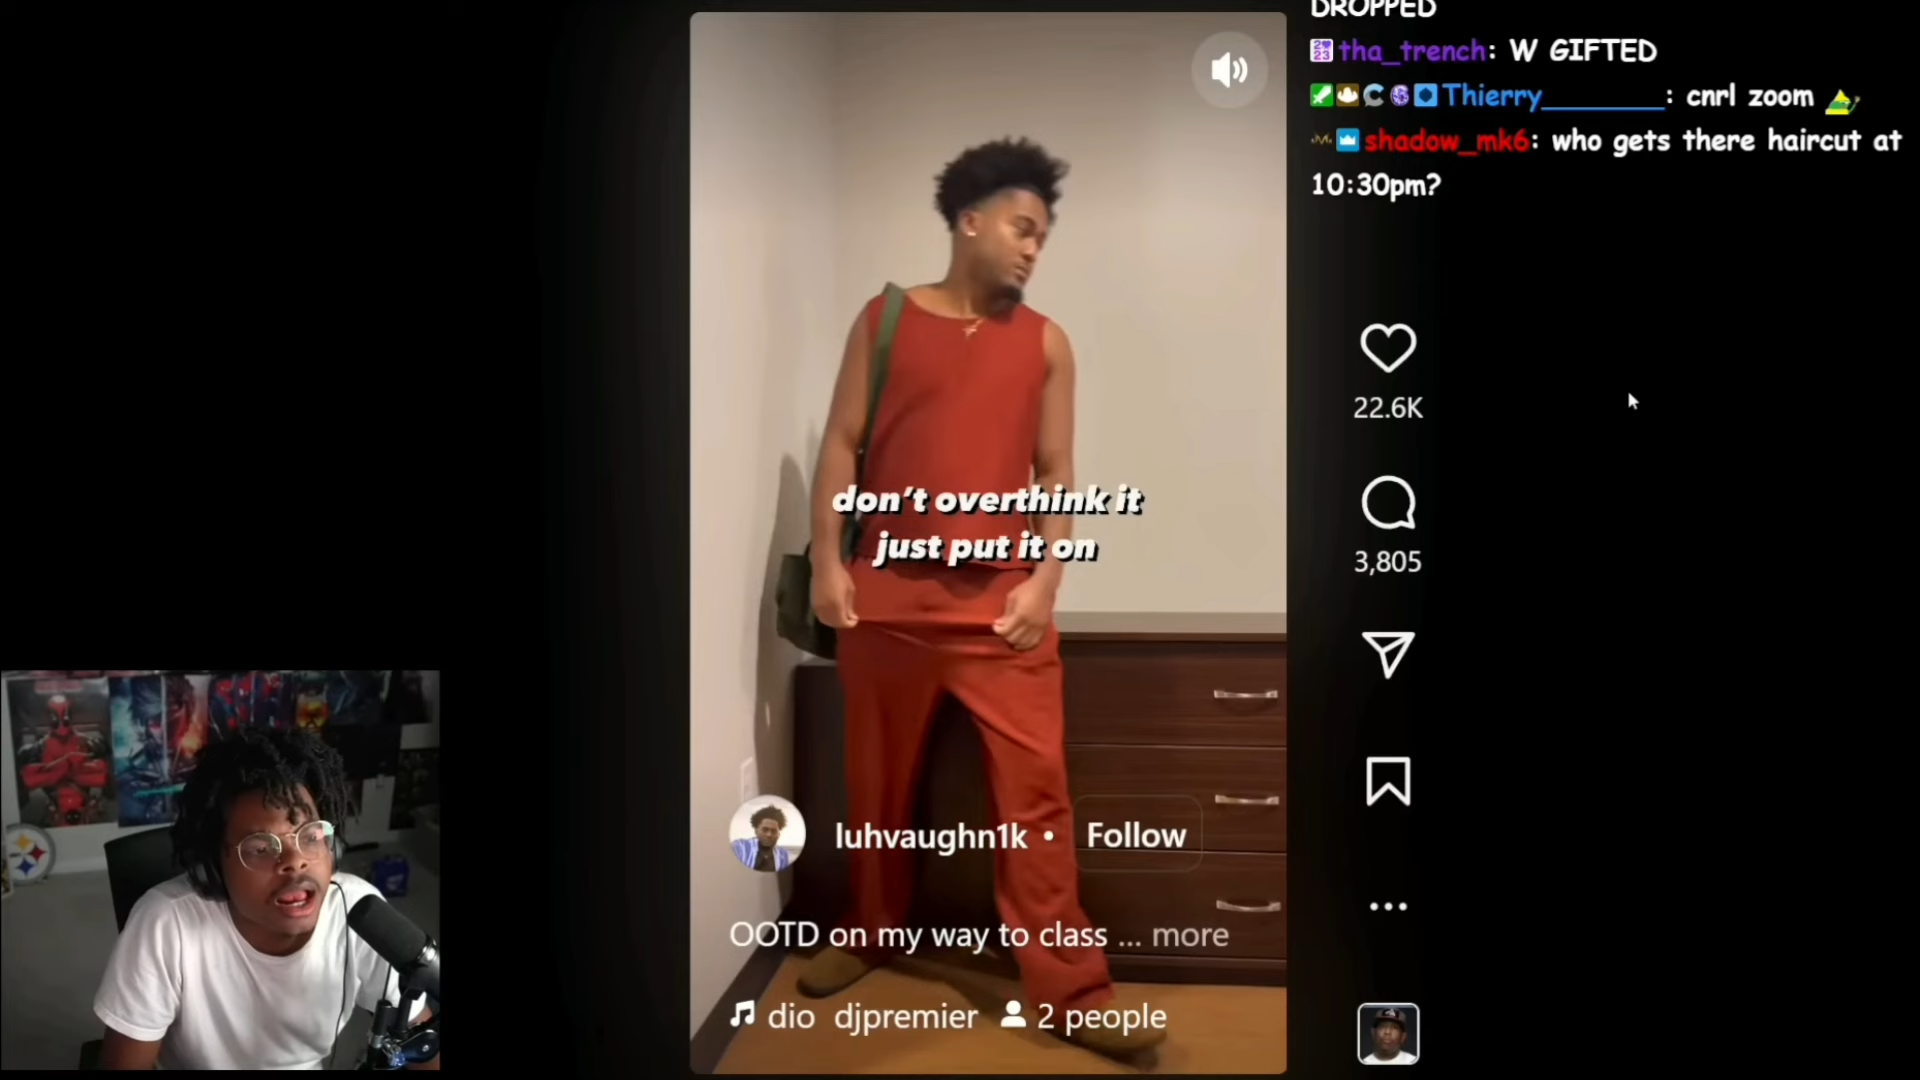 DROPPED
tha_trench: W GIFTED
Thierry________: cnrl zoom
shadow_mk6: who gets there haircut at
10:30pm?
don't overthink it
just put it on
22.6K
3,805
luhvaughn1k • Follow
OOTD on my way to class ... more
dio djpremier 2 people